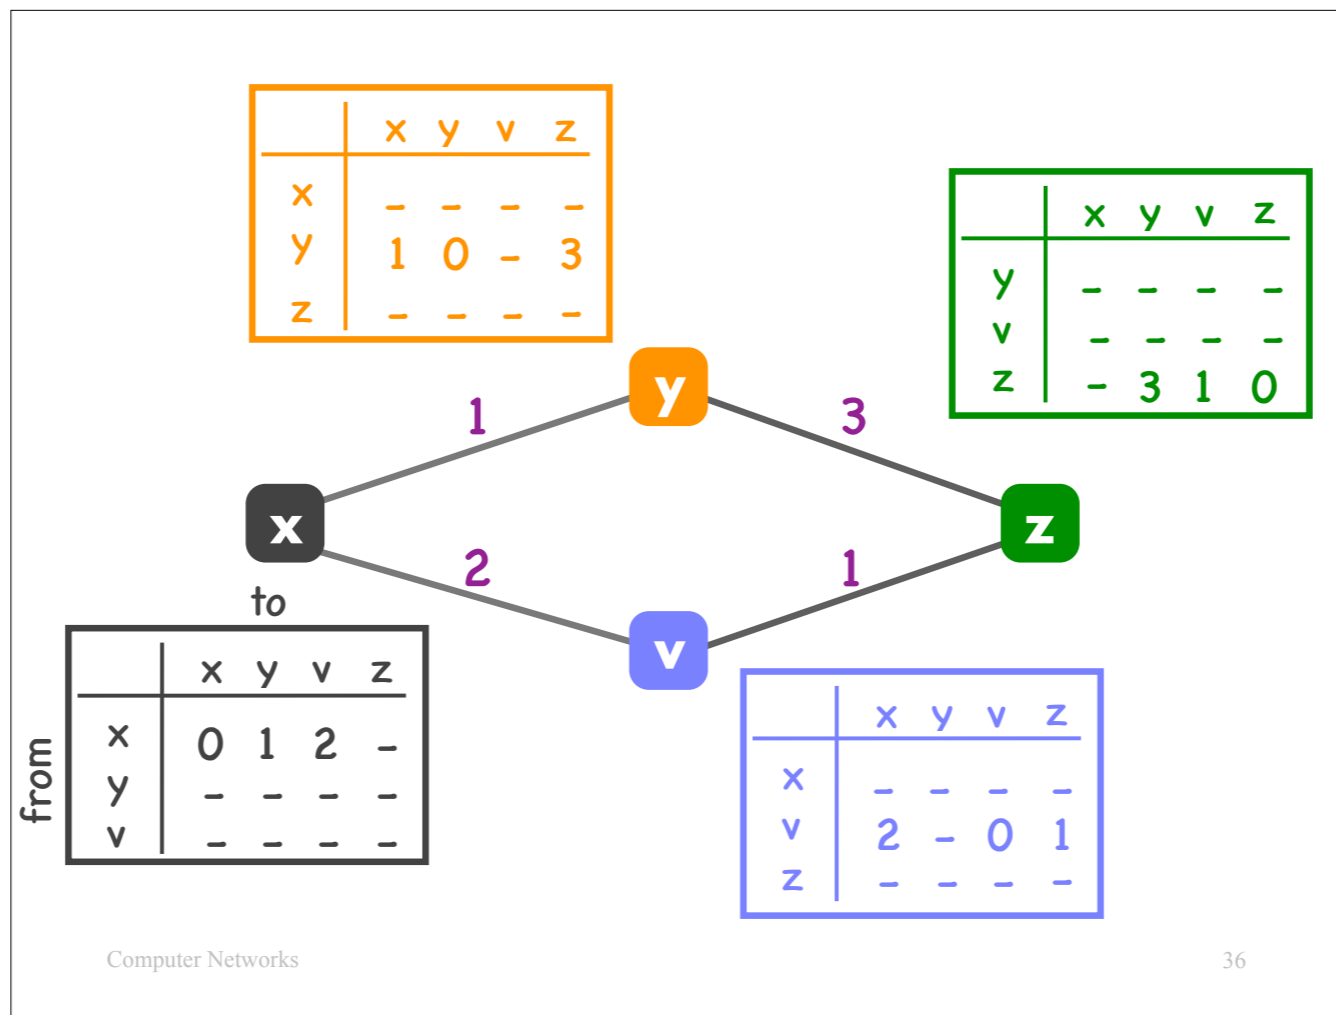 x y v z
x - - - -
y 1 0 - 3
z - - - -
x y v z
y - - - -
v - - - -
z - 3 1 0
y
1
3
x
z
2
1
to
v
x y v z
x 0 1 2 -
y - - - -
v - - - -
from
x y v z
x - - - -
v 2 - 0 1
z - - - -
Computer Networks
36